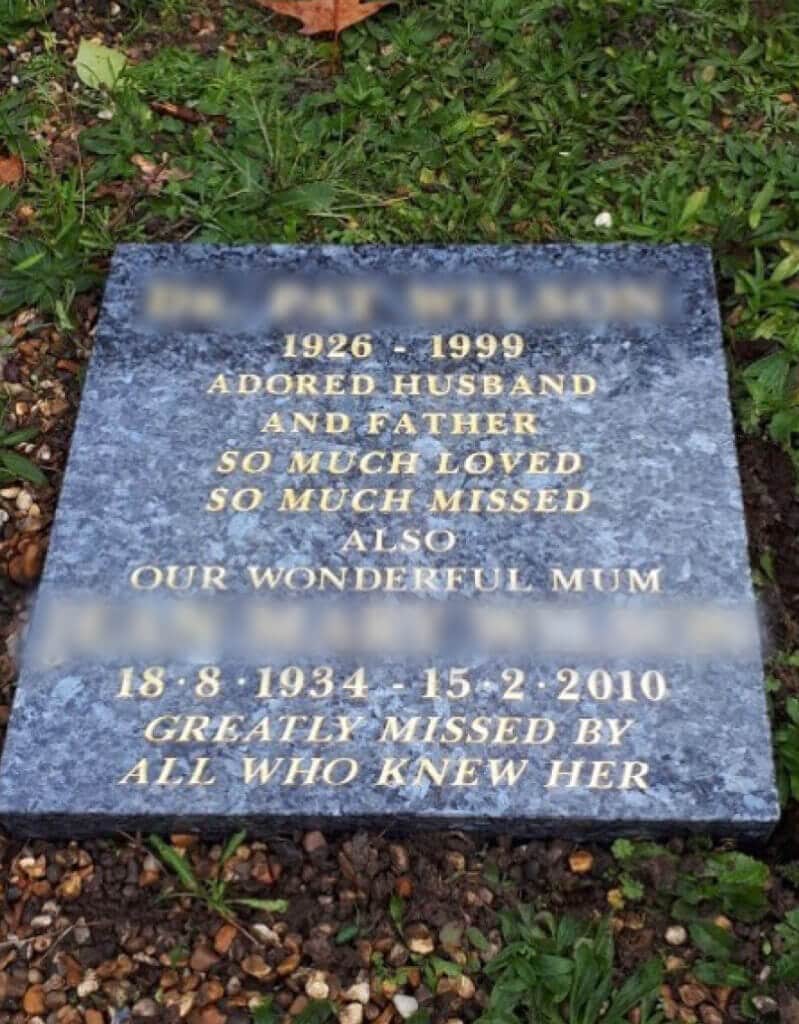 1926 - 1999
ADORED HUSBAND
AND FATHER
SO MUCH LOVED
SO MUCH MISSED
ALSO
OUR WONDERFUL MUM
18·8·1934 - 15·2·2010
GREATLY MISSED BY
ALL WHO KNEW HER